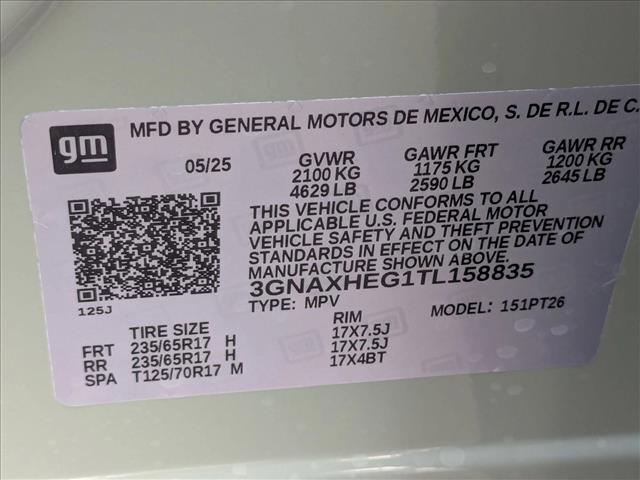 gm
MFD BY GENERAL MOTORS DE MEXICO, S. DE R.L. DE C.
05/25 GVWR GAWR FRT GAWR RR
2100 KG 1175 KG 1200 KG
4629 LB 2590 LB 2645 LB
THIS VEHICLE CONFORMS TO ALL
APPLICABLE U.S. FEDERAL MOTOR
VEHICLE SAFETY AND THEFT PREVENTION
STANDARDS IN EFFECT ON THE DATE OF
MANUFACTURE SHOWN ABOVE.
3GNAXHEG1TL158835
125J
TYPE: MPV MODEL: 151PT26
TIRE SIZE RIM
FRT 235/65R17 H 17X7.5J
RR 235/65R17 H 17X7.5J
SPA T125/70R17 M 17X4BT